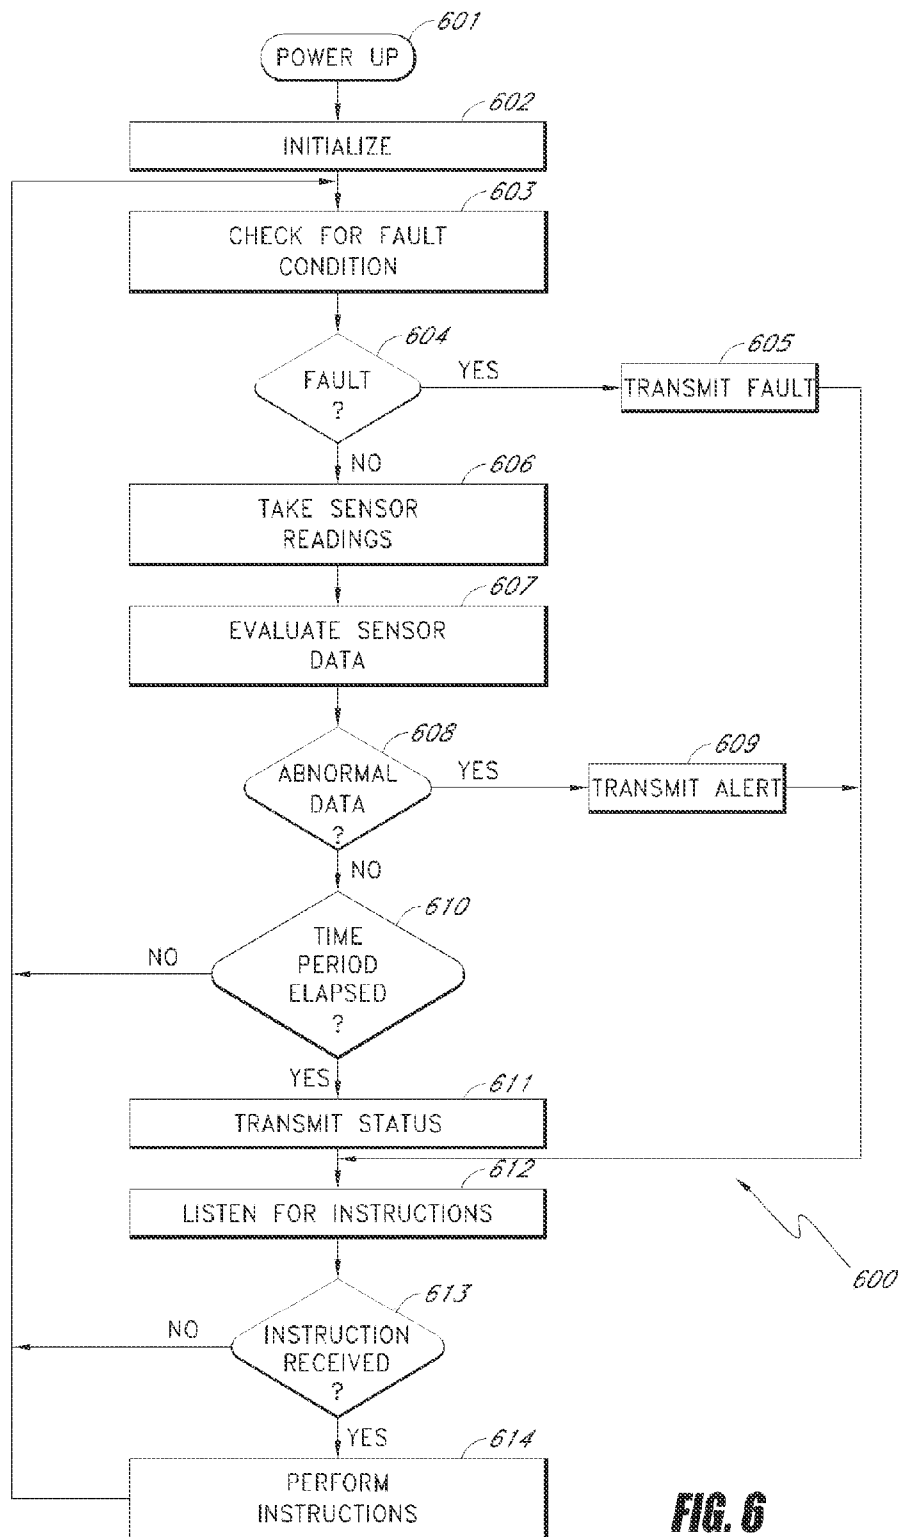 601
POWER UP
602
INITIALIZE
603
CHECK FOR FAULT
CONDITION
604
FAULT
?
YES
605
TRANSMIT FAULT
NO
606
TAKE SENSOR
READINGS
607
EVALUATE SENSOR
DATA
608
ABNORMAL
DATA
?
YES
609
TRANSMIT ALERT
NO
610
TIME
PERIOD
ELAPSED
?
NO
YES
611
TRANSMIT STATUS
612
LISTEN FOR INSTRUCTIONS
600
613
INSTRUCTION
RECEIVED
?
NO
YES
614
PERFORM
INSTRUCTIONS
FIG. 6